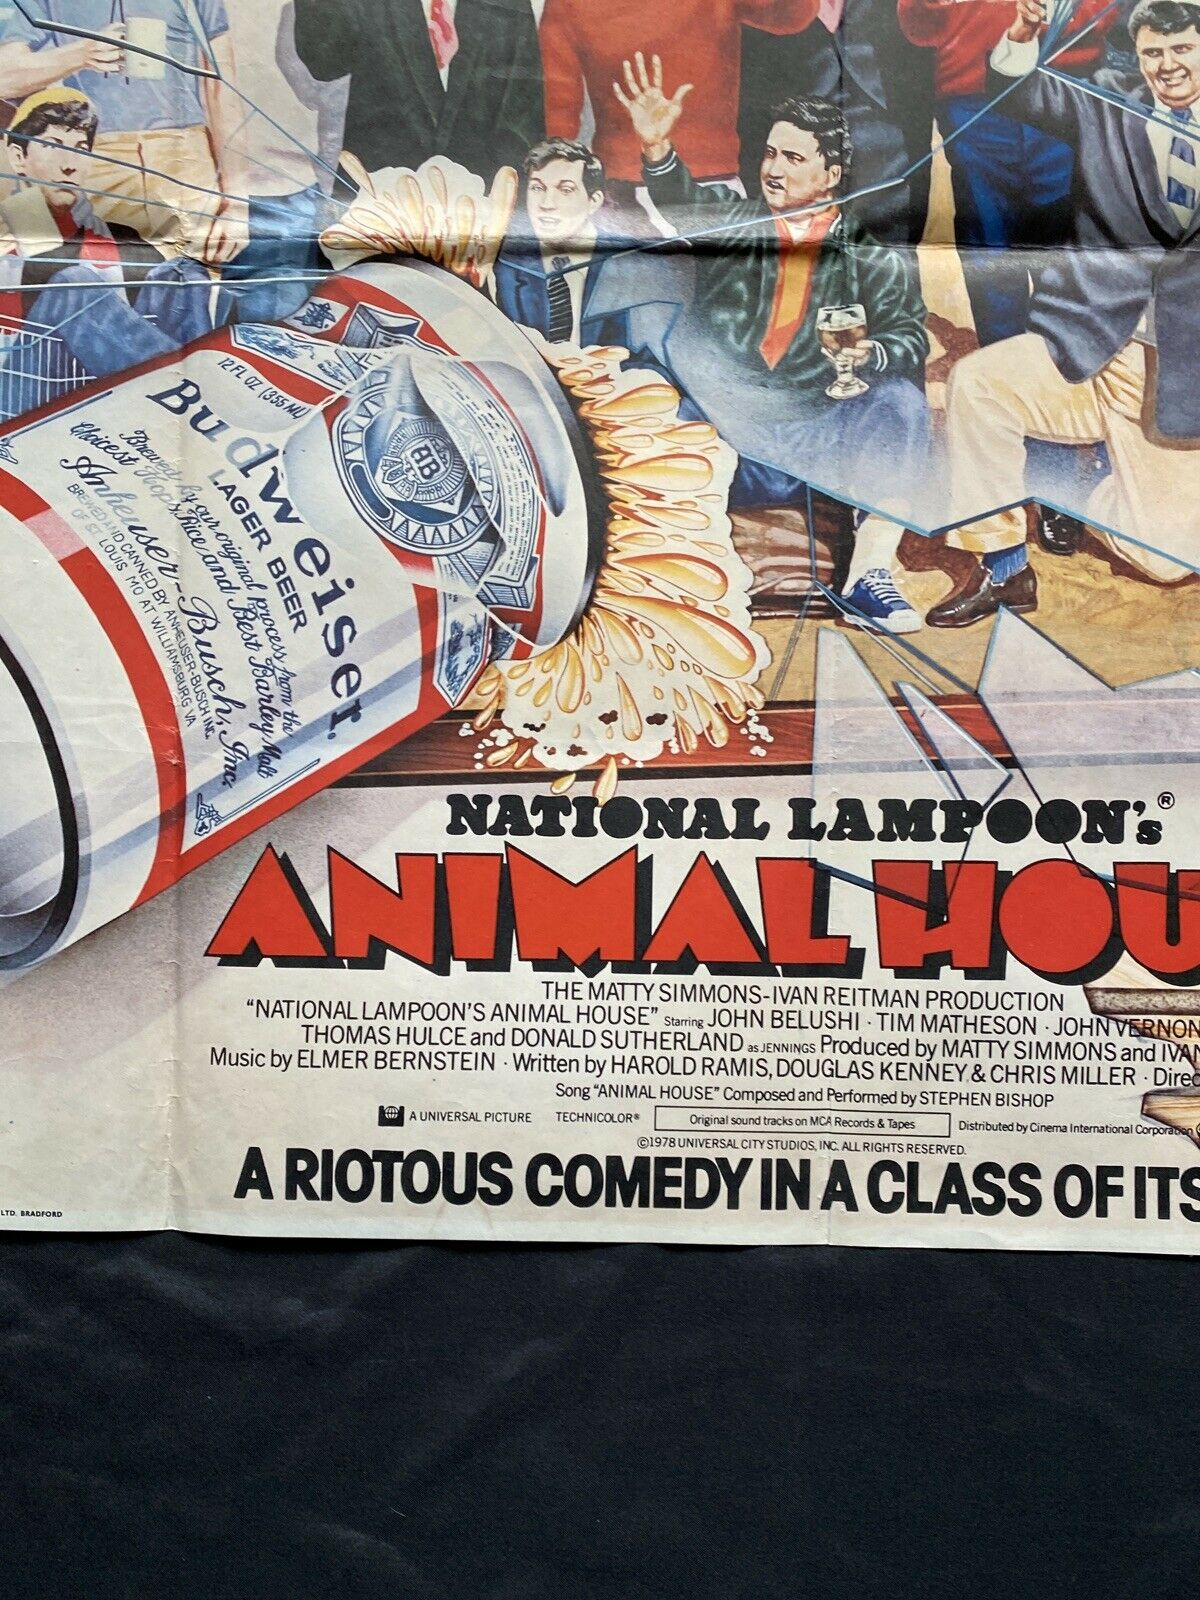 12 FL OZ (355 ML)
Budweiser.
LAGER BEER
Brewed by our original process from the
Choicest Hops, Rice and Best Barley Malt
Anheuser-Busch, Inc.
BREWED AND CANNED BY ANHEUSER-BUSCH INC.
OF ST. LOUIS MO AT WILLIAMSBURG VA
AB
NATIONAL LAMPOON'S®
ANIMAL HOU
THE MATTY SIMMONS-IVAN REITMAN PRODUCTION
"NATIONAL LAMPOON'S ANIMAL HOUSE" Starring JOHN BELUSHI · TIM MATHESON · JOHN VERNON
THOMAS HULCE and DONALD SUTHERLAND as JENNINGS Produced by MATTY SIMMONS and IVAN
Music by ELMER BERNSTEIN · Written by HAROLD RAMIS, DOUGLAS KENNEY & CHRIS MILLER · Direc
Song "ANIMAL HOUSE" Composed and Performed by STEPHEN BISHOP
A UNIVERSAL PICTURE TECHNICOLOR® Original sound tracks on MCA Records & Tapes Distributed by Cinema International Corporation ©
©1978 UNIVERSAL CITY STUDIOS, INC. ALL RIGHTS RESERVED.
A RIOTOUS COMEDY IN A CLASS OF ITS
LTD. BRADFORD